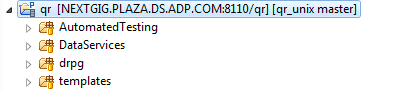 qr [NEXTGIG.PLAZA.DS.ADP.COM:8110/qr] [qr_unix master]
AutomatedTesting
DataServices
drpg
templates